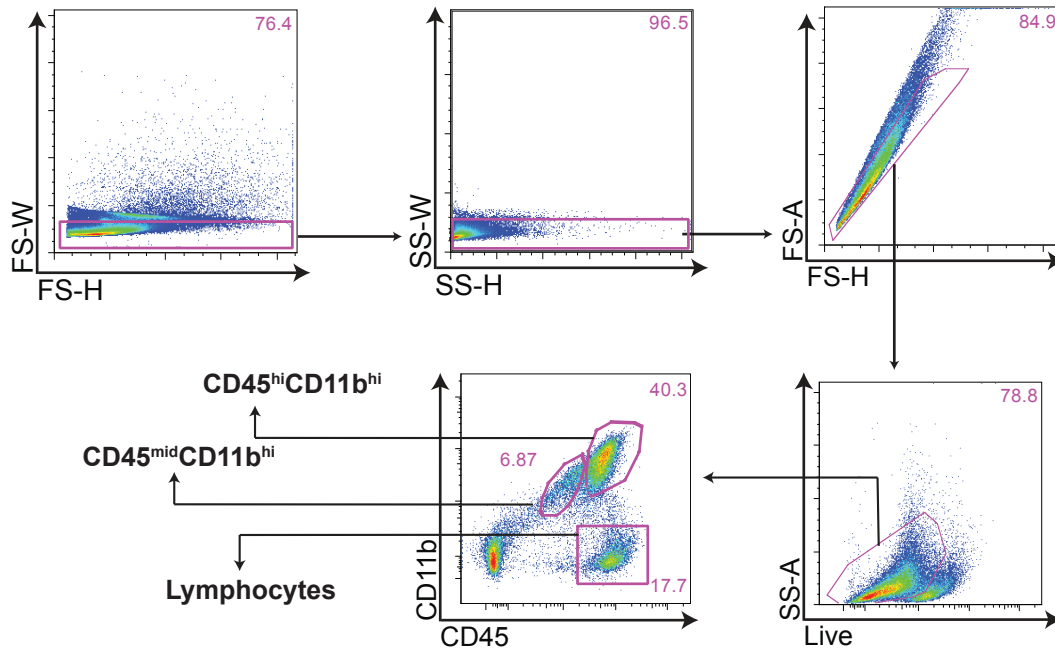 76.4
FS-W
FS-H
96.5
SS-W
SS-H
84.9
FS-A
FS-H
CD45hiCD11bhi
CD45midCD11bhi
Lymphocytes
40.3
6.87
17.7
CD11b
CD45
78.8
SS-A
Live